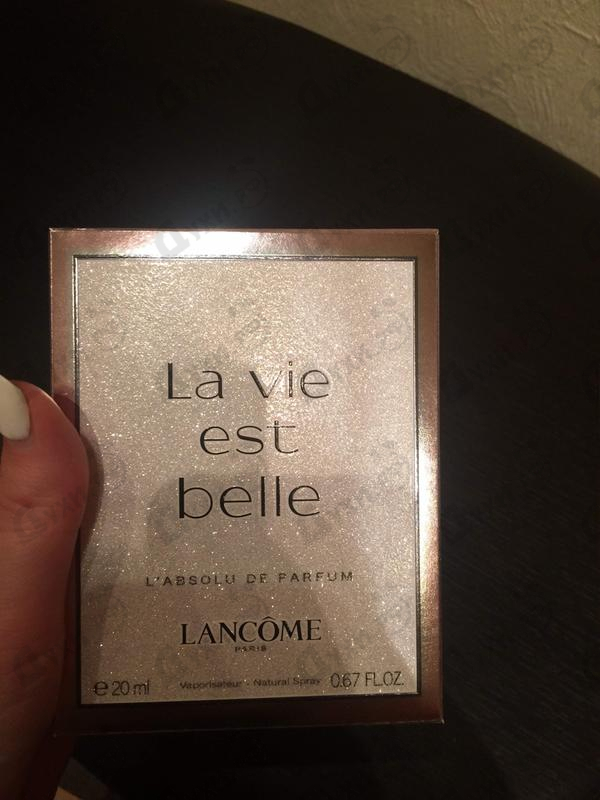 La vie
est
belle
L'ABSOLU DE PARFUM
LANCÔME
PARIS
℮ 20 ml Vaporisateur - Natural Spray 0.67 FL.OZ.